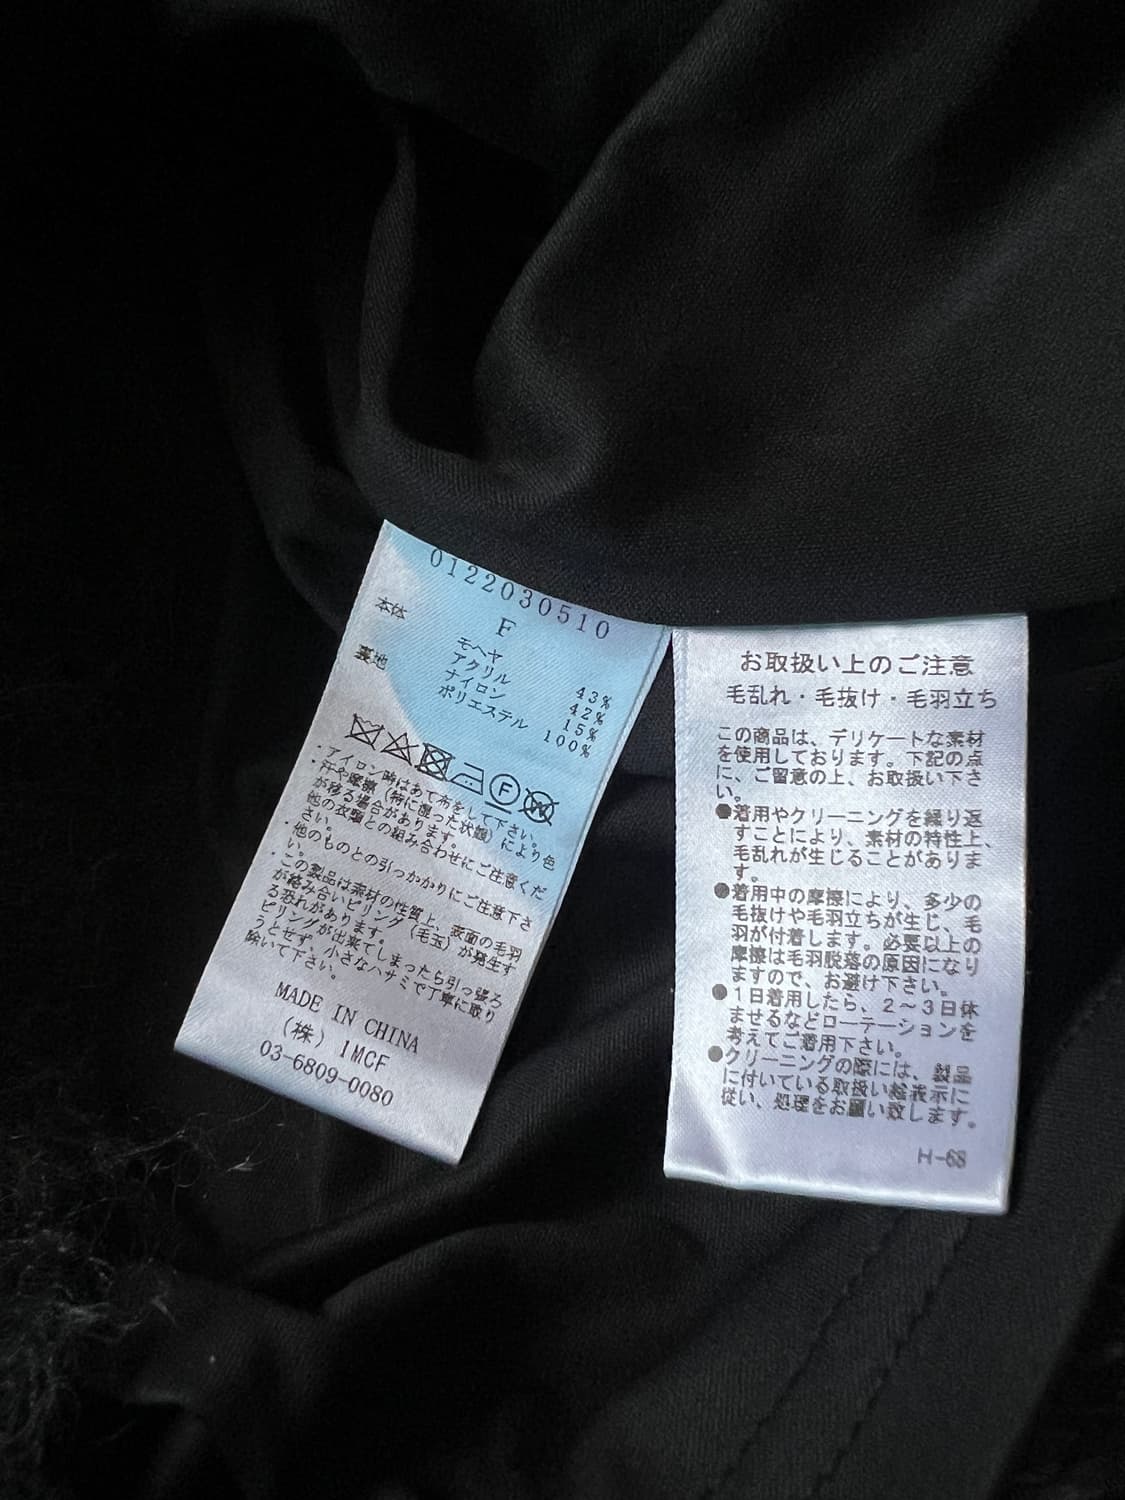 0122030510
F
本体 モヘヤ 43%
アクリル 42%
ナイロン 15%
裏地 ポリエステル 100%
F
W
・アイロン時はあて布をして下さい。
・汗や摩擦（特に湿った状態）により色
が移る場合があります。
他の衣類との組み合わせにご注意くだ
さい。
・他のものとの引っかかりにご注意下さ
い。
・この製品は素材の性質上、表面の毛羽
が絡み合いピリング（毛玉）が発生す
る恐れがあります。
ピリングが出来てしまったら引っ張ろ
うとせず、小さなハサミで丁寧に取り
除いて下さい。
MADE IN CHINA
（株）IMCF
03-6809-0080
お取扱い上のご注意
毛乱れ・毛抜け・毛羽立ち
この商品は、デリケートな素材
を使用しております。下記の点
に、ご留意の上、お取扱い下さ
い。
●着用やクリーニングを繰り返
すことにより、素材の特性上、
毛乱れが生じることがありま
す。
●着用中の摩擦により、多少の
毛抜けや毛羽立ちが生じ、毛
羽が付着します。必要以上の
摩擦は毛羽脱落の原因になり
ますので、お避け下さい。
●1日着用したら、2～3日休
ませるなどローテーションを
考えてご着用下さい。
●クリーニングの際には、製品
に付いている取扱い絵表示に
従い、処理をお願い致します。
H-68